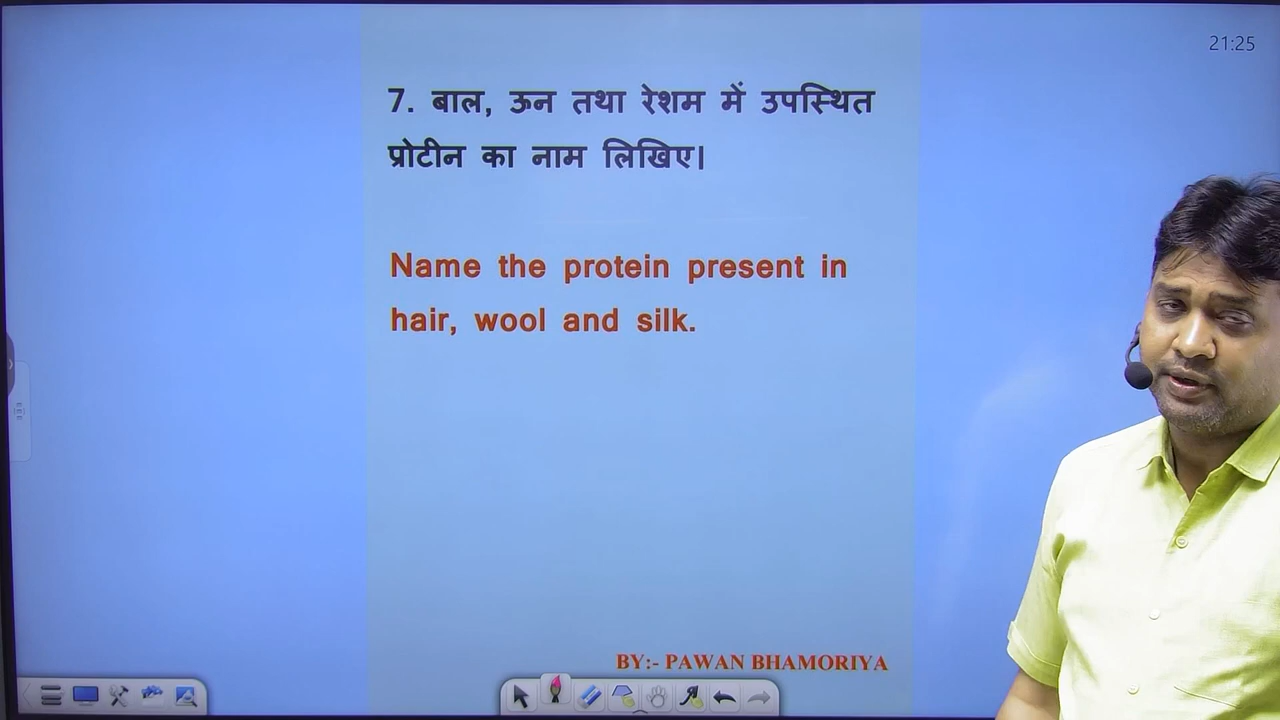 21:25
7. बाल, ऊन तथा रेशम में उपस्थित
प्रोटीन का नाम लिखिए।
Name the protein present in
hair, wool and silk.
BY:- PAWAN BHAMORIYA